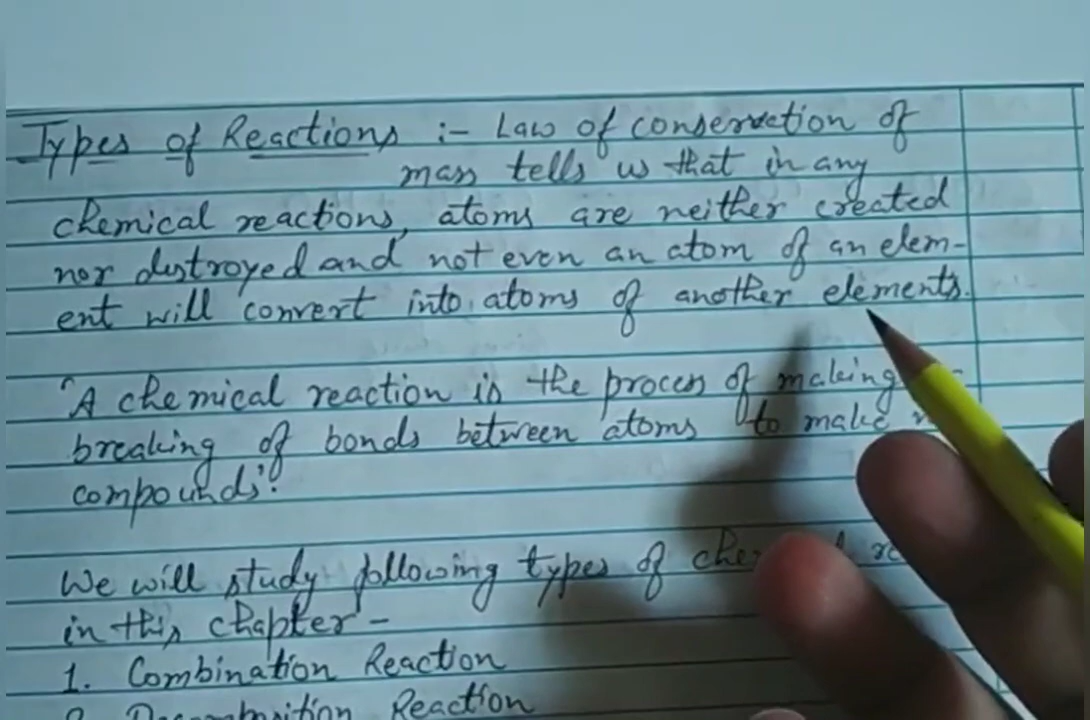 Types of Reactions :- Law of conservation of
mass tells us that in any
chemical reactions, atoms are neither created
nor destroyed and not even an atom of an elem-
ent will convert into atoms of another elements.
"A chemical reaction is the process of making
breaking of bonds between atoms to make
compounds".
We will study following types of
in this chapter -
1. Combination Reaction
2. Decomposition Reaction